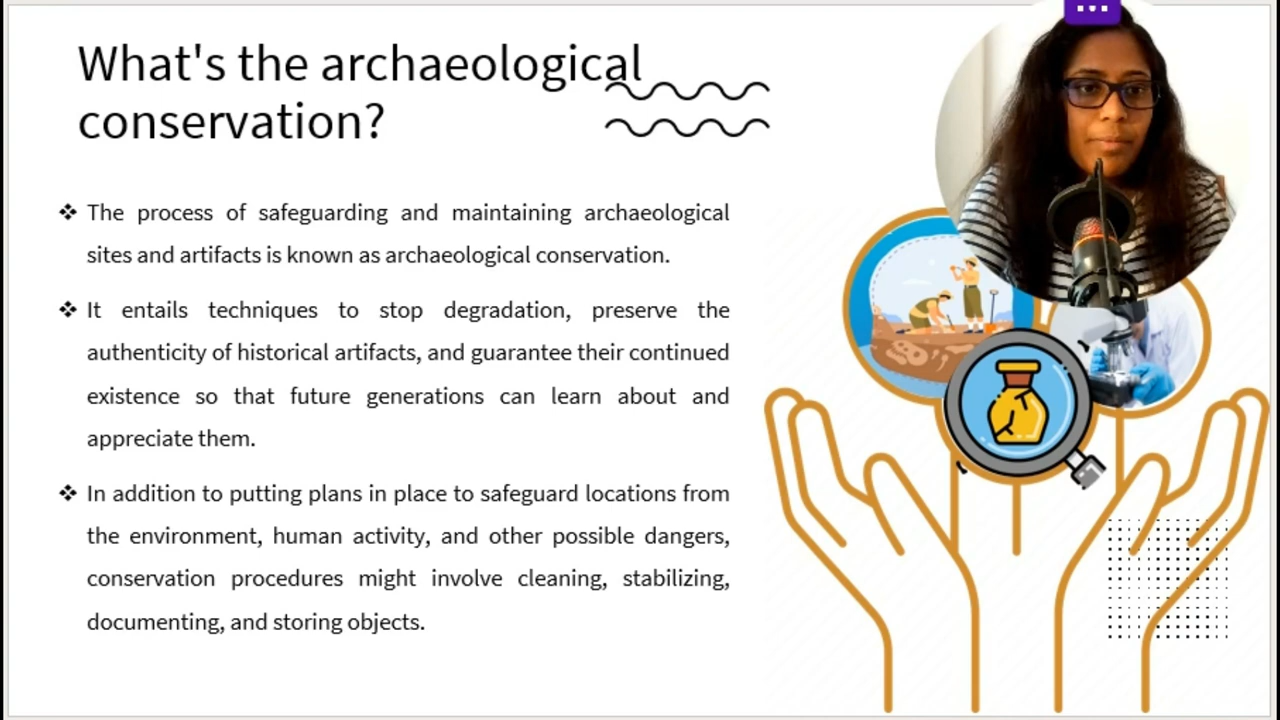 What's the archaeological
conservation?
❖ The process of safeguarding and maintaining archaeological
sites and artifacts is known as archaeological conservation.
❖ It entails techniques to stop degradation, preserve the
authenticity of historical artifacts, and guarantee their continued
existence so that future generations can learn about and
appreciate them.
❖ In addition to putting plans in place to safeguard locations from
the environment, human activity, and other possible dangers,
conservation procedures might involve cleaning, stabilizing,
documenting, and storing objects.